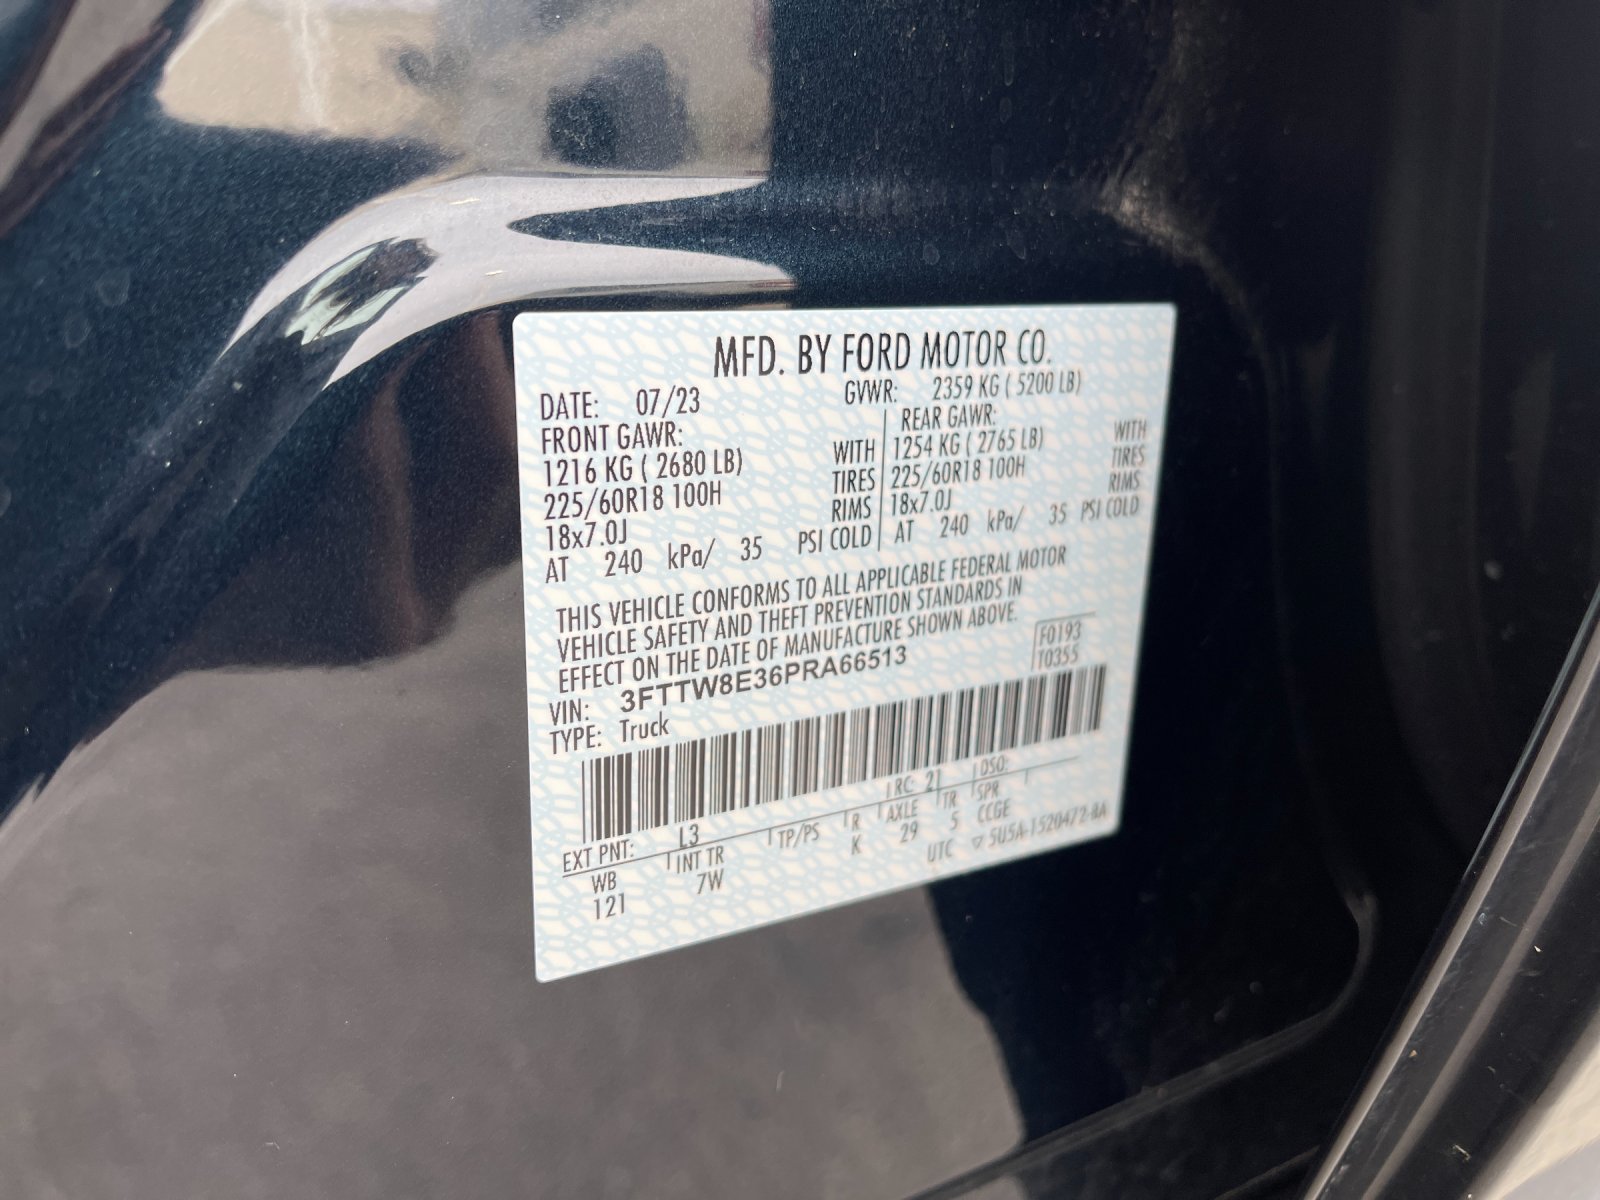 MFD. BY FORD MOTOR CO.
DATE: 07/23 GVWR: 2359 KG ( 5200 LB)
FRONT GAWR: REAR GAWR:
1216 KG ( 2680 LB) WITH 1254 KG ( 2765 LB) WITH
225/60R18 100H TIRES 225/60R18 100H TIRES
18x7.0J RIMS 18x7.0J RIMS
AT 240 kPa/ 35 PSI COLD AT 240 kPa/ 35 PSI COLD
THIS VEHICLE CONFORMS TO ALL APPLICABLE FEDERAL MOTOR
VEHICLE SAFETY AND THEFT PREVENTION STANDARDS IN
EFFECT ON THE DATE OF MANUFACTURE SHOWN ABOVE.
F0193
T0355
VIN: 3FTTW8E36PRA66513
TYPE: Truck
EXT PNT: L3 RC: 21 DSO:
WB INT TR TP/PS R AXLE TR SPR
121 7W K 29 5 CCGE
UTC ▽ 5U5A-1520472-BA